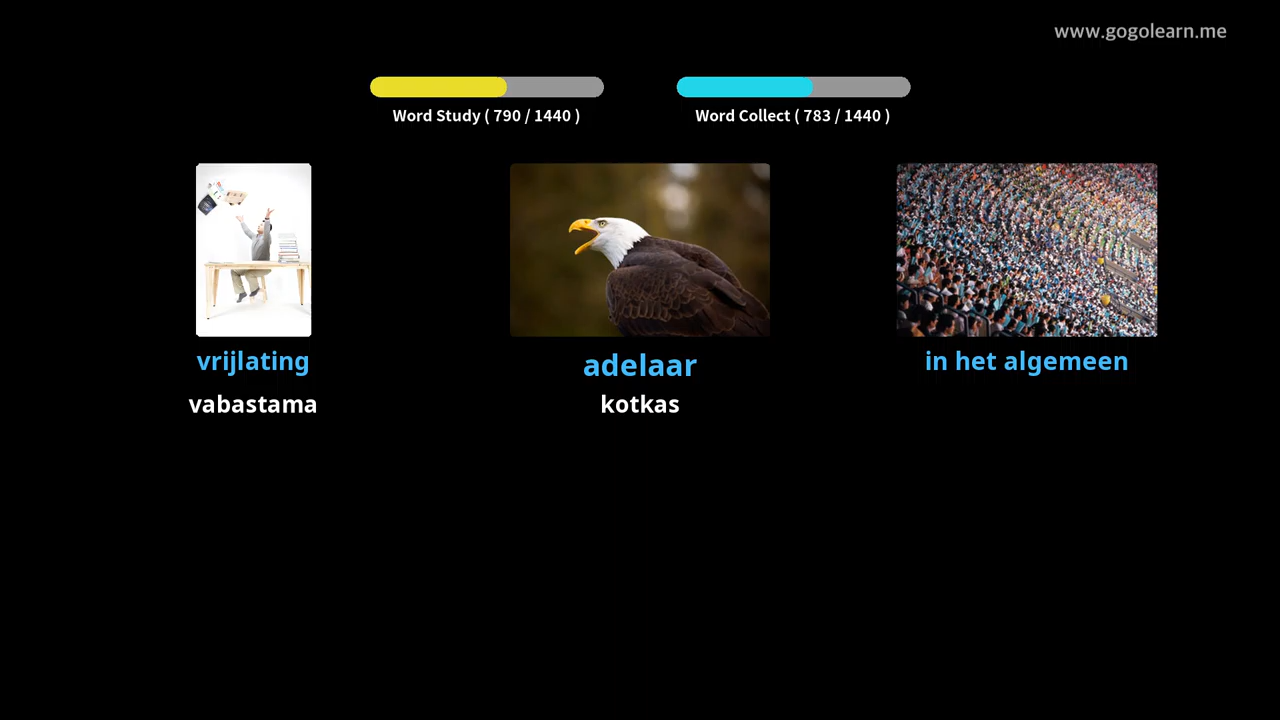 www.gogolearn.me
Word Study ( 790 / 1440 )
Word Collect ( 783 / 1440 )
vrijlating
adelaar
in het algemeen
vabastama
kotkas